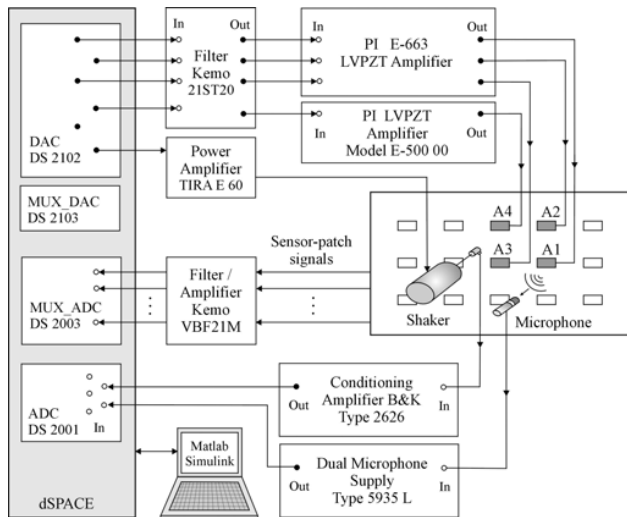 In
Out
Filter
Kemo
21ST20
In
PI E-663
Out
LVPZT Amplifier
PI LVPZT
Amplifier
In
Out
Model E-500 00
DAC
DS 2102
Power
Amplifier
TIRA E 60
MUX_DAC
DS 2103
A4
A2
A3
A1
Sensor-patch
signals
MUX_ADC
DS 2003
Filter /
Amplifier
Kemo
VBF21M
Shaker
Microphone
ADC
DS 2001
In
Conditioning
Amplifier B&K
Out
In
Type 2626
Matlab
Simulink
Dual Microphone
Supply
Out
In
Type 5935 L
dSPACE